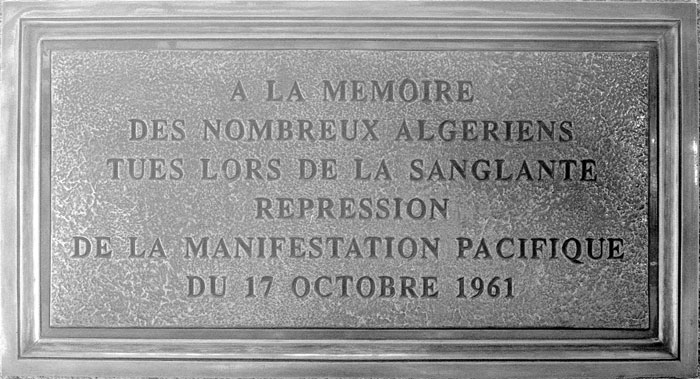 A LA MEMOIRE
DES NOMBREUX ALGERIENS
TUES LORS DE LA SANGLANTE
REPRESSION
DE LA MANIFESTATION PACIFIQUE
DU 17 OCTOBRE 1961